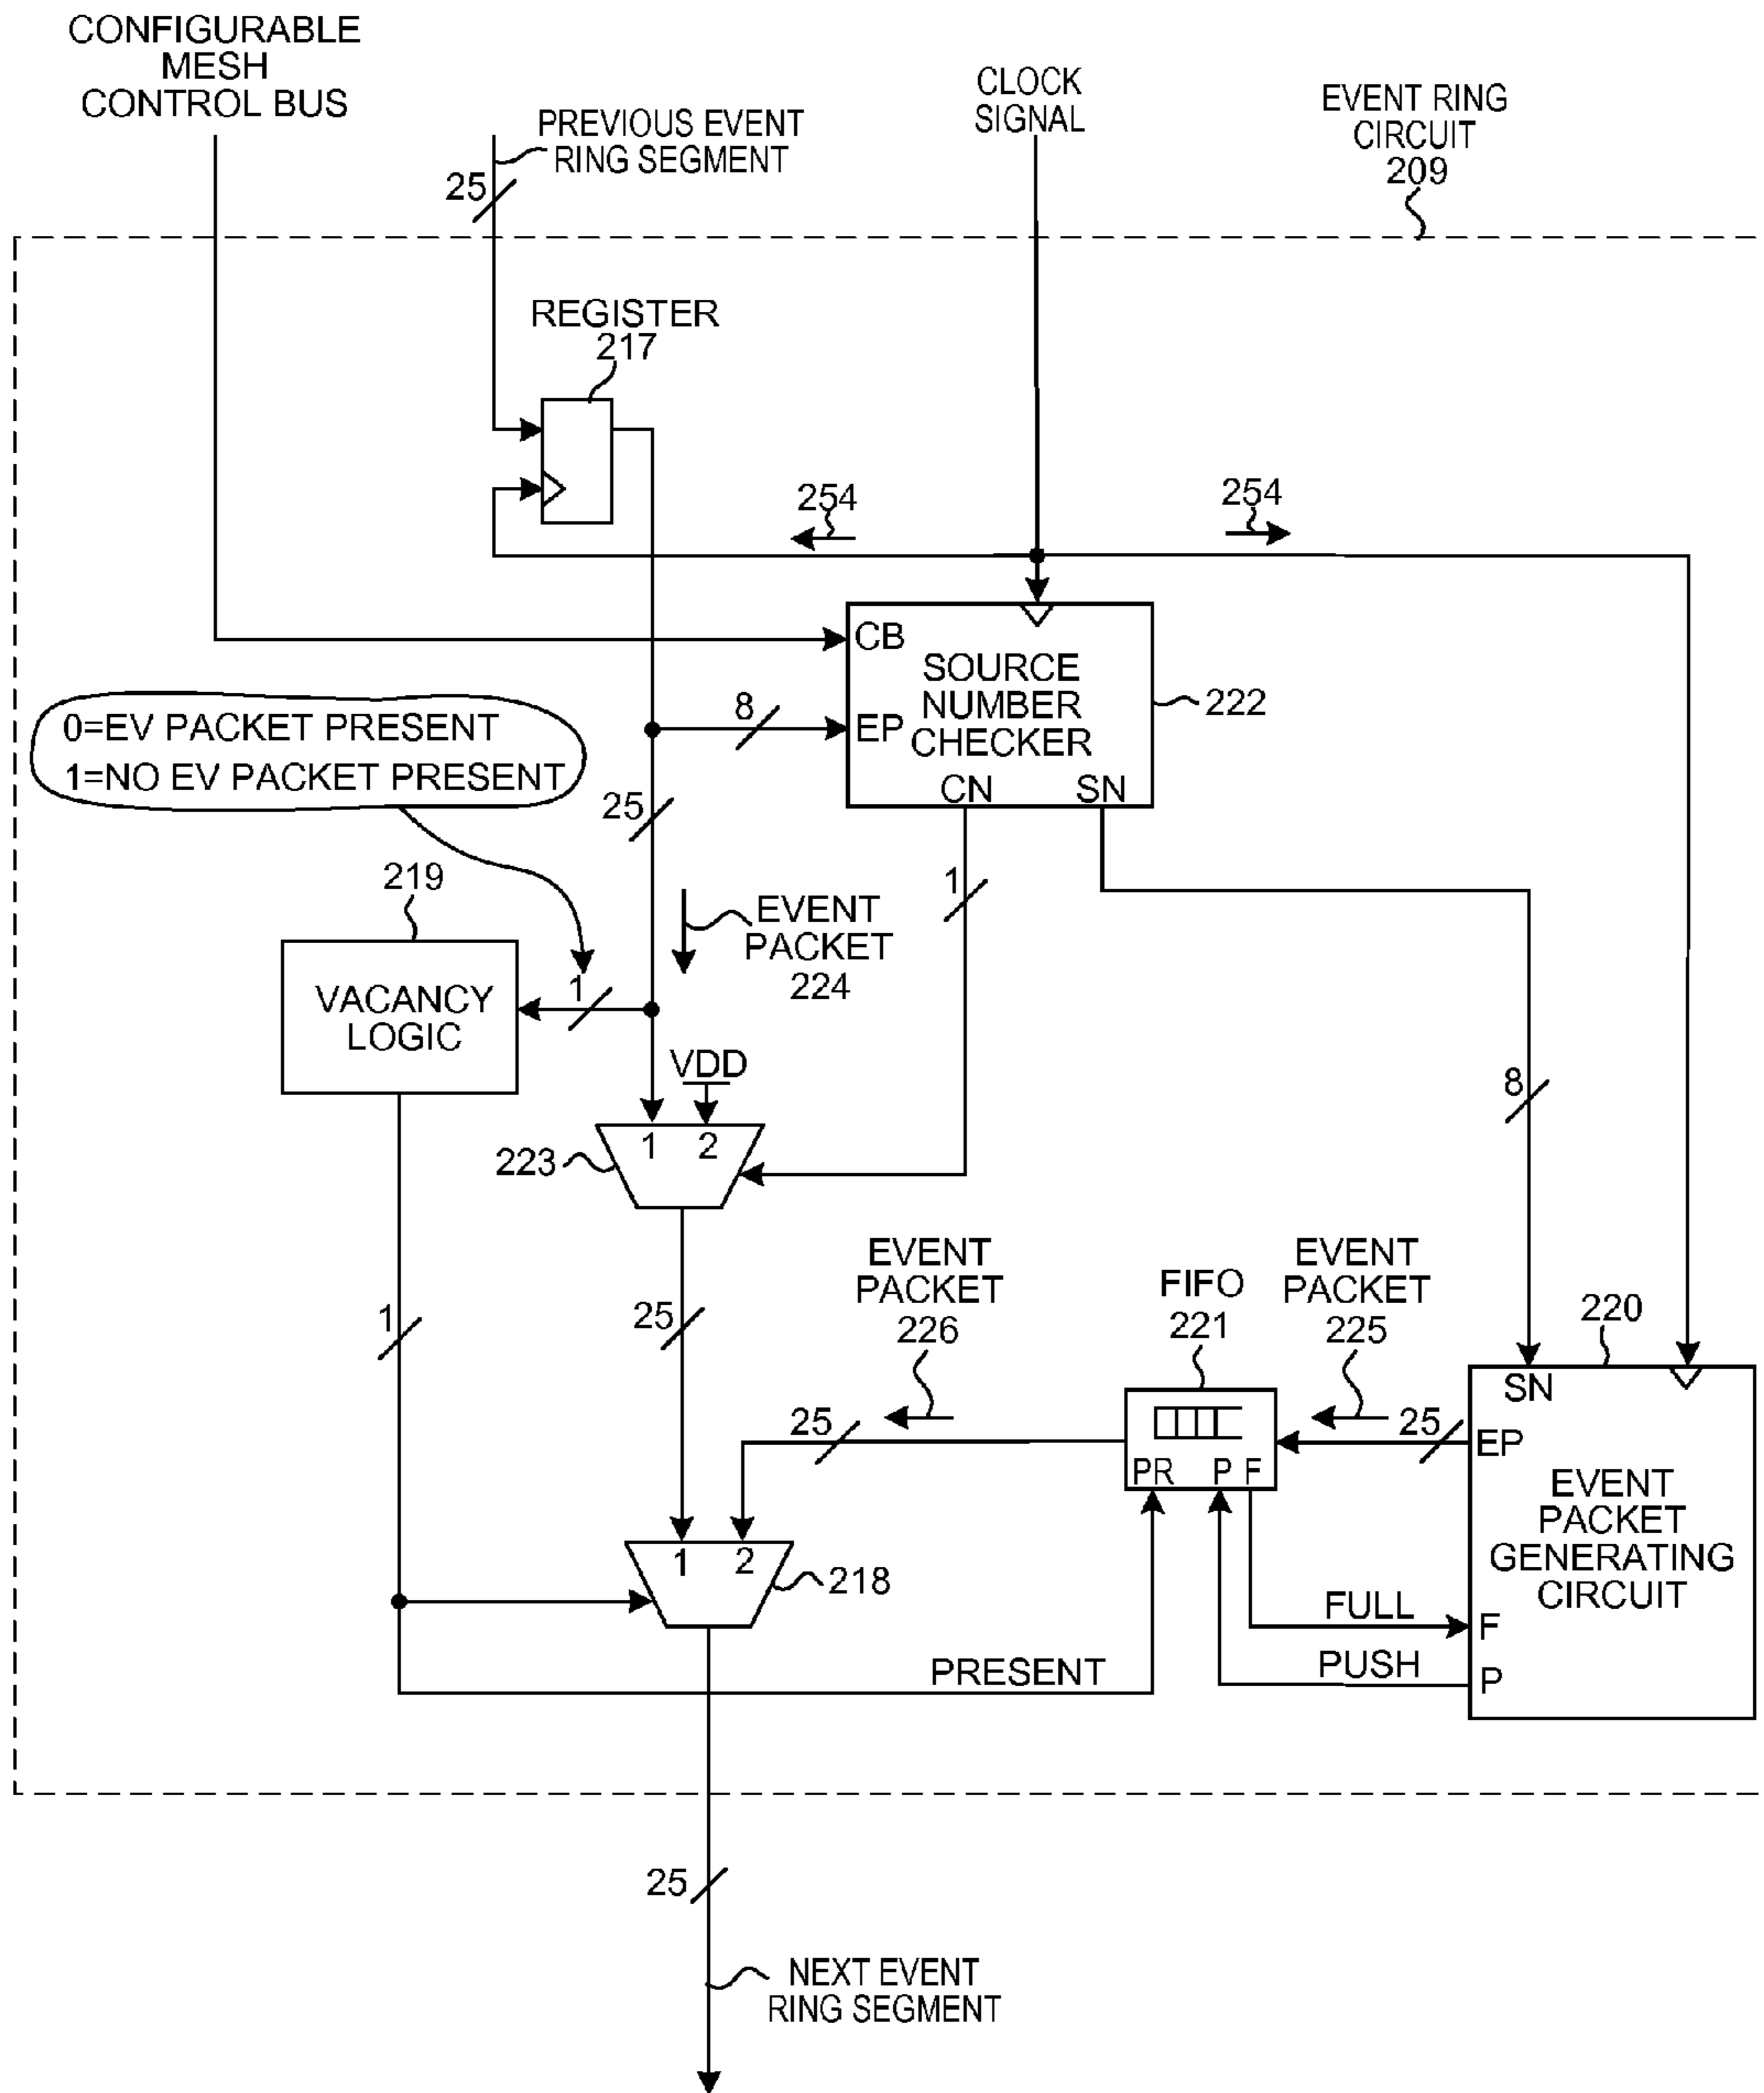 CONFIGURABLE
MESH
CONTROL BUS
PREVIOUS EVENT
RING SEGMENT
25
CLOCK
SIGNAL
EVENT RING
CIRCUIT
209
REGISTER
217
254
254
CB
SOURCE
NUMBER
CHECKER
EP
CN
SN
222
8
0=EV PACKET PRESENT
1=NO EV PACKET PRESENT
25
1
219
EVENT
PACKET
224
VACANCY
LOGIC
1
VDD
8
1
2
223
EVENT
PACKET
226
FIFO
221
EVENT
PACKET
225
220
1
25
SN
25
25
EP
PR
P
F
EVENT
PACKET
GENERATING
CIRCUIT
1
2
218
FULL
F
PRESENT
PUSH
P
25
NEXT EVENT
RING SEGMENT